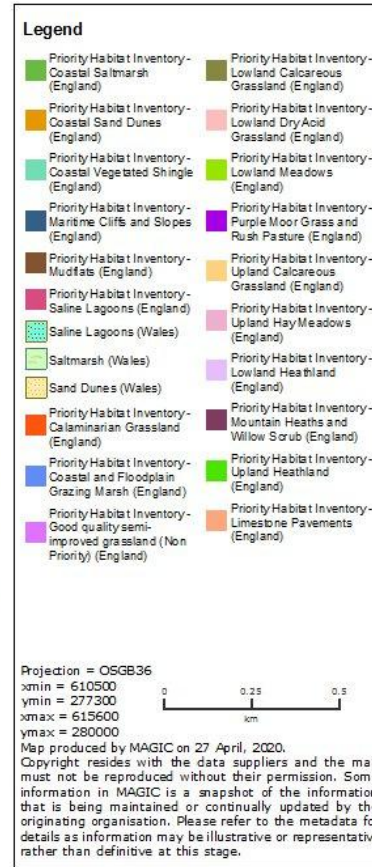 Legend
Priority Habitat Inventory -
Coastal Saltmarsh
(England)
Priority Habitat Inventory -
Coastal Sand Dunes
(England)
Priority Habitat Inventory -
Coastal Vegetated Shingle
(England)
Priority Habitat Inventory -
Maritime Cliffs and Slopes
(England)
Priority Habitat Inventory -
Mudflats (England)
Priority Habitat Inventory -
Saline Lagoons (England)
Saline Lagoons (Wales)
Saltmarsh (Wales)
Sand Dunes (Wales)
Priority Habitat Inventory -
Calaminarian Grassland
(England)
Priority Habitat Inventory -
Coastal and Floodplain
Grazing Marsh (England)
Priority Habitat Inventory -
Good quality semi-
improved grassland (Non
Priority) (England)
Priority Habitat Inventory -
Lowland Calcareous
Grassland (England)
Priority Habitat Inventory -
Lowland Dry Acid
Grassland (England)
Priority Habitat Inventory -
Lowland Meadows
(England)
Priority Habitat Inventory -
Purple Moor Grass and
Rush Pasture (England)
Priority Habitat Inventory -
Upland Calcareous
Grassland (England)
Priority Habitat Inventory -
Upland Hay Meadows
(England)
Priority Habitat Inventory -
Lowland Heathland
(England)
Priority Habitat Inventory -
Mountain Heaths and
Willow Scrub (England)
Priority Habitat Inventory -
Upland Heathland
(England)
Priority Habitat Inventory -
Limestone Pavements
(England)
Projection = OSGB36
xmin = 610500
ymin = 277300
xmax = 615600
ymax = 280000
0 0.25 0.5
km
Map produced by MAGIC on 27 April, 2020.
Copyright resides with the data suppliers and the ma
must not be reproduced without their permission. Som
information in MAGIC is a snapshot of the information
that is being maintained or continually updated by the
originating organisation. Please refer to the metadata fo
details as information may be illustrative or representativ
rather than definitive at this stage.